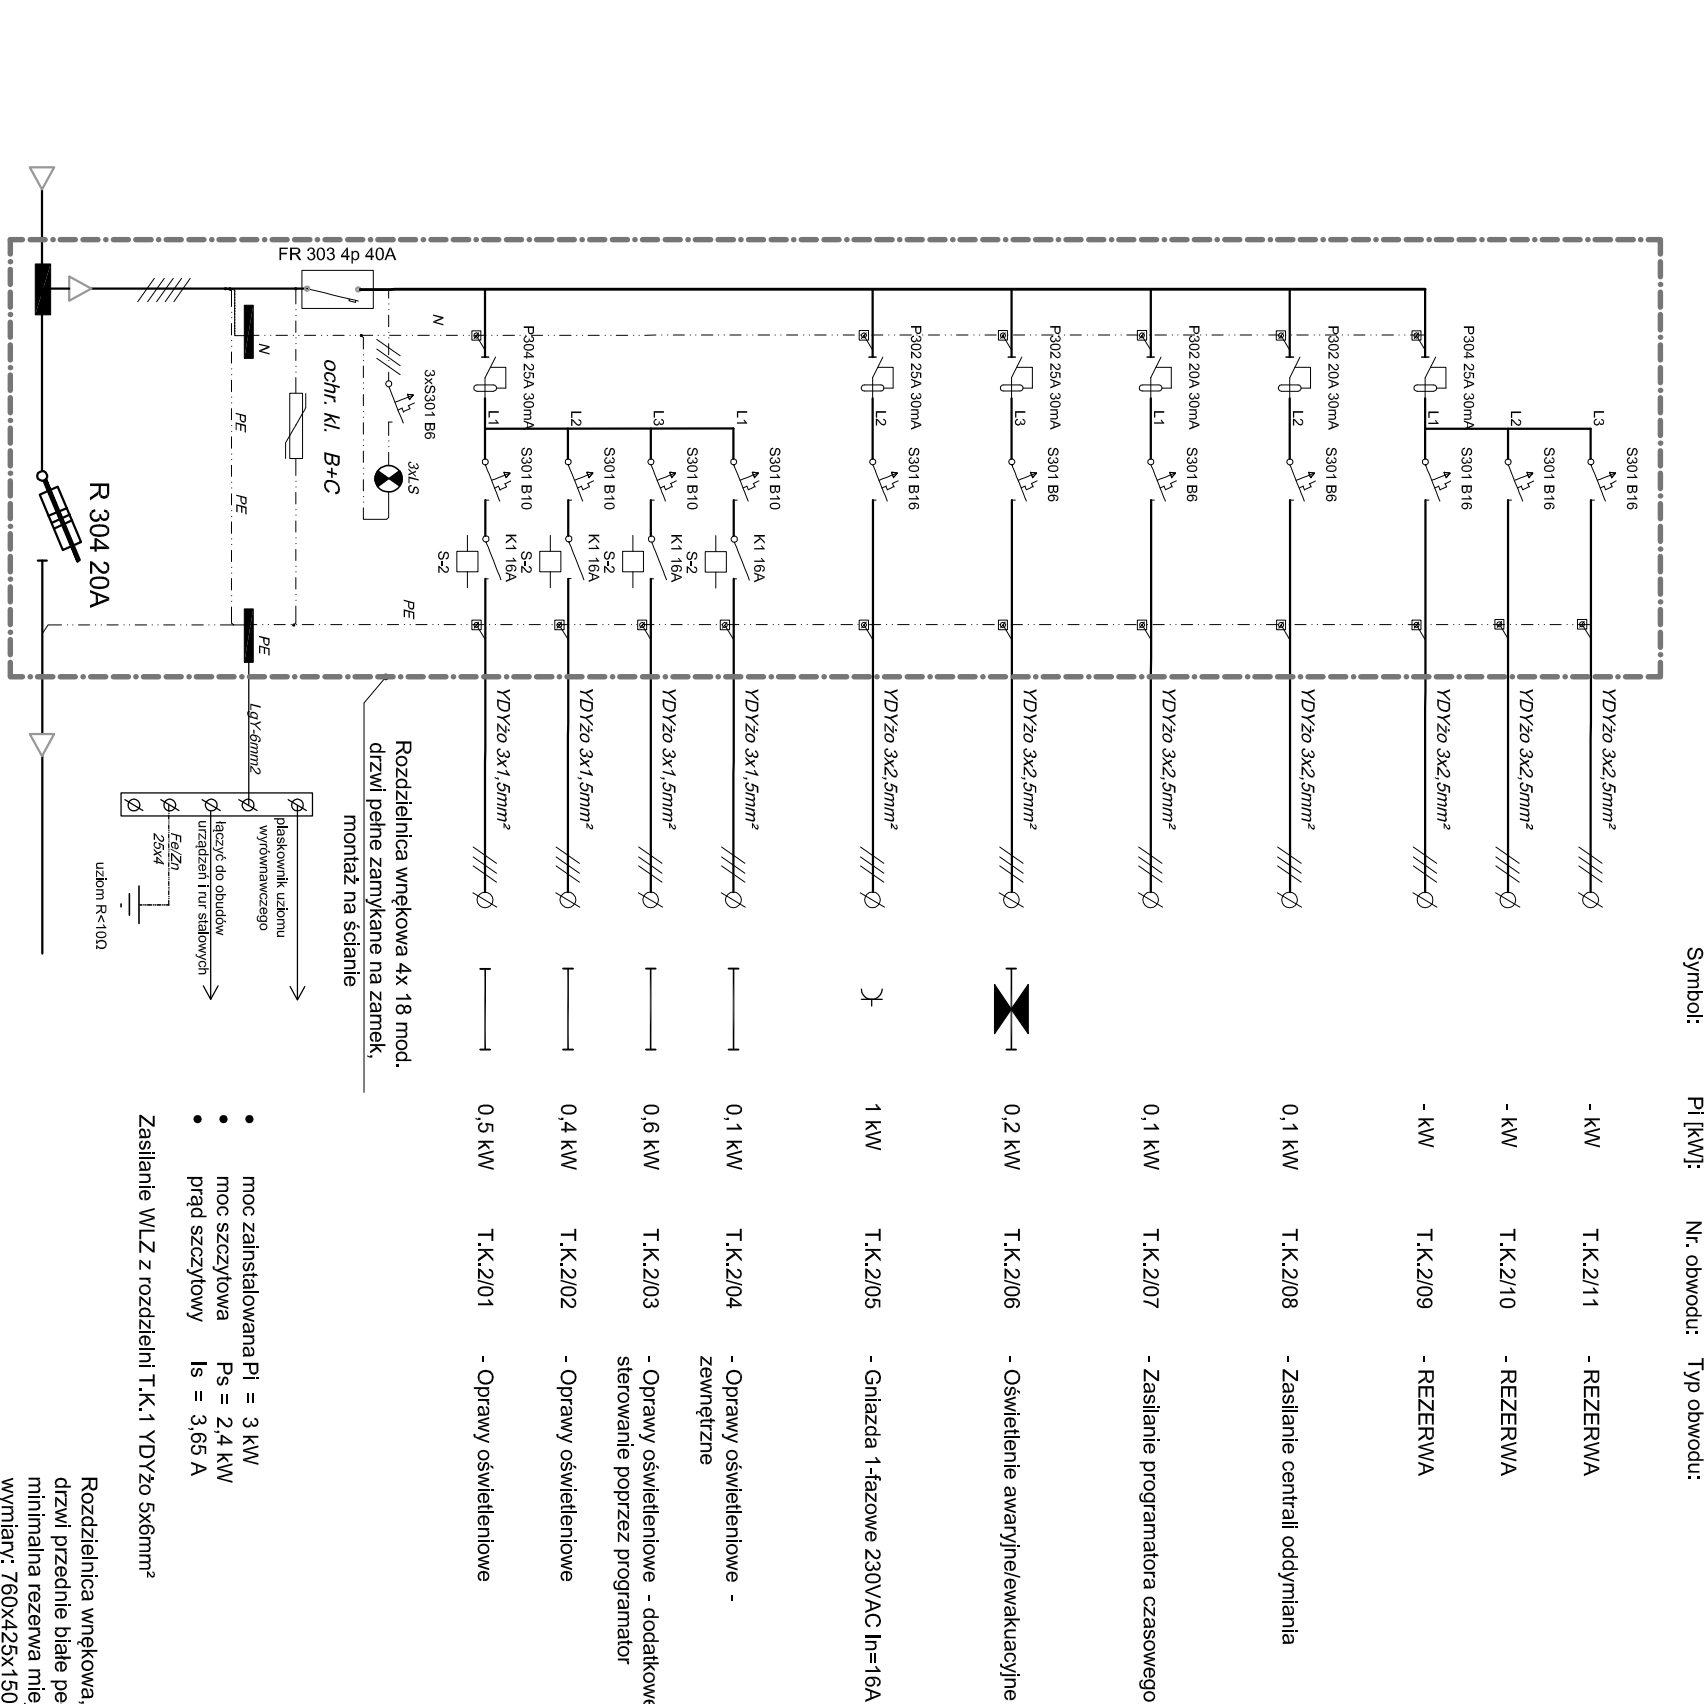 FR 303 4p 40A
Symbol:
Pi [kW]:
Nr. obwodu:
Typ obwodu:
L3
S301 B16
YDYżo 3x2,5mm²
- kW
T.K.2/11
- REZERWA
L2
S301 B16
YDYżo 3x2,5mm²
- kW
T.K.2/10
- REZERWA
P304 25A 30mA
L1
S301 B16
YDYżo 3x2,5mm²
- kW
T.K.2/09
- REZERWA
P302 20A 30mA
L2
S301 B6
YDYżo 3x2,5mm²
0,1 kW
T.K.2/08
- Zasilanie centrali oddymiania
P302 20A 30mA
L1
S301 B6
YDYżo 3x2,5mm²
0,1 kW
T.K.2/07
- Zasilanie programatora czasowego
P302 25A 30mA
L3
S301 B6
YDYżo 3x2,5mm²
0,2 kW
T.K.2/06
- Oświetlenie awaryjne/ewakuacyjne
P302 25A 30mA
L2
S301 B16
YDYżo 3x2,5mm²
1 kW
T.K.2/05
- Gniazda 1-fazowe 230VAC In=16A
L1
S301 B10
K1 16A
S-2
YDYżo 3x1,5mm²
0,1 kW
T.K.2/04
- Oprawy oświetleniowe -
zewnętrzne
L3
S301 B10
K1 16A
S-2
YDYżo 3x1,5mm²
0,6 kW
T.K.2/03
- Oprawy oświetleniowe - dodatkowe
sterowanie poprzez programator
L2
S301 B10
K1 16A
S-2
YDYżo 3x1,5mm²
0,4 kW
T.K.2/02
- Oprawy oświetleniowe
P304 25A 30mA
L1
S301 B10
K1 16A
S-2
YDYżo 3x1,5mm²
0,5 kW
T.K.2/01
- Oprawy oświetleniowe
N
3xS301 B6
3xLS
PE
ochr. kl. B+C
N
PE
PE
PE
R 304 20A
Rozdzielnica wnękowa 4x 18 mod.
drzwi pełne zamykane na zamek,
montaż na ścianie
LgY-6mm2
płaskownik uziomu
wyrównawczego
łączyć do obudów
urządzeń i rur stalowych
Fe/Zn
25x4
uziom R<10Ω
• moc zainstalowana Pi = 3 kW
• moc szczytowa Ps = 2,4 kW
• prąd szczytowy Is = 3,65 A
Zasilanie WLZ z rozdzielni T.K.1 YDYżo 5x6mm²
Rozdzielnica wnękowa,
drzwi przednie białe pe
minimalna rezerwa mie
wymiary: 760x425x150